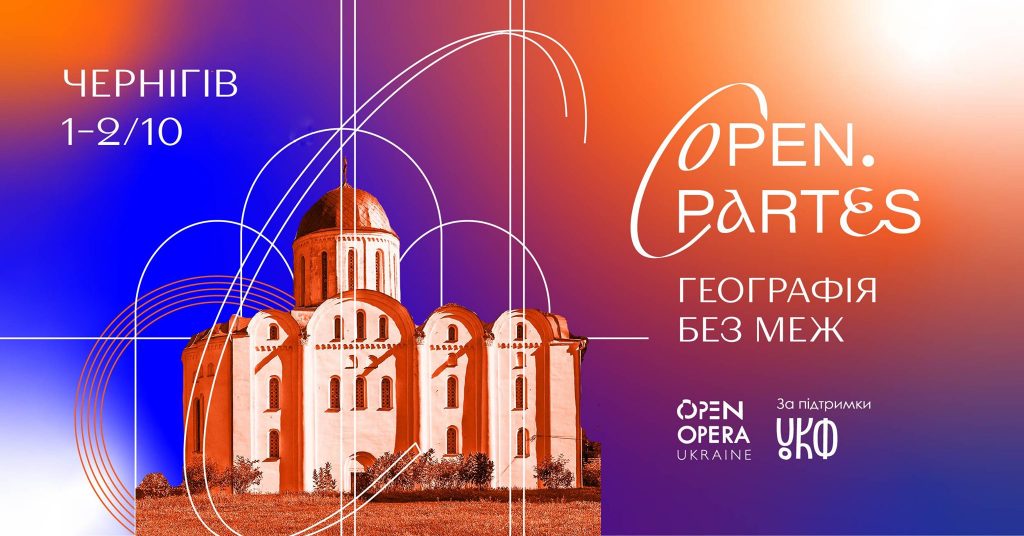 ЧЕРНІГІВ
1–2/10
OPEN.
PARTES
ГЕОГРАФІЯ
БЕЗ МЕЖ
OPEN
OPERA
UKRAINE
За підтримки
УКФ